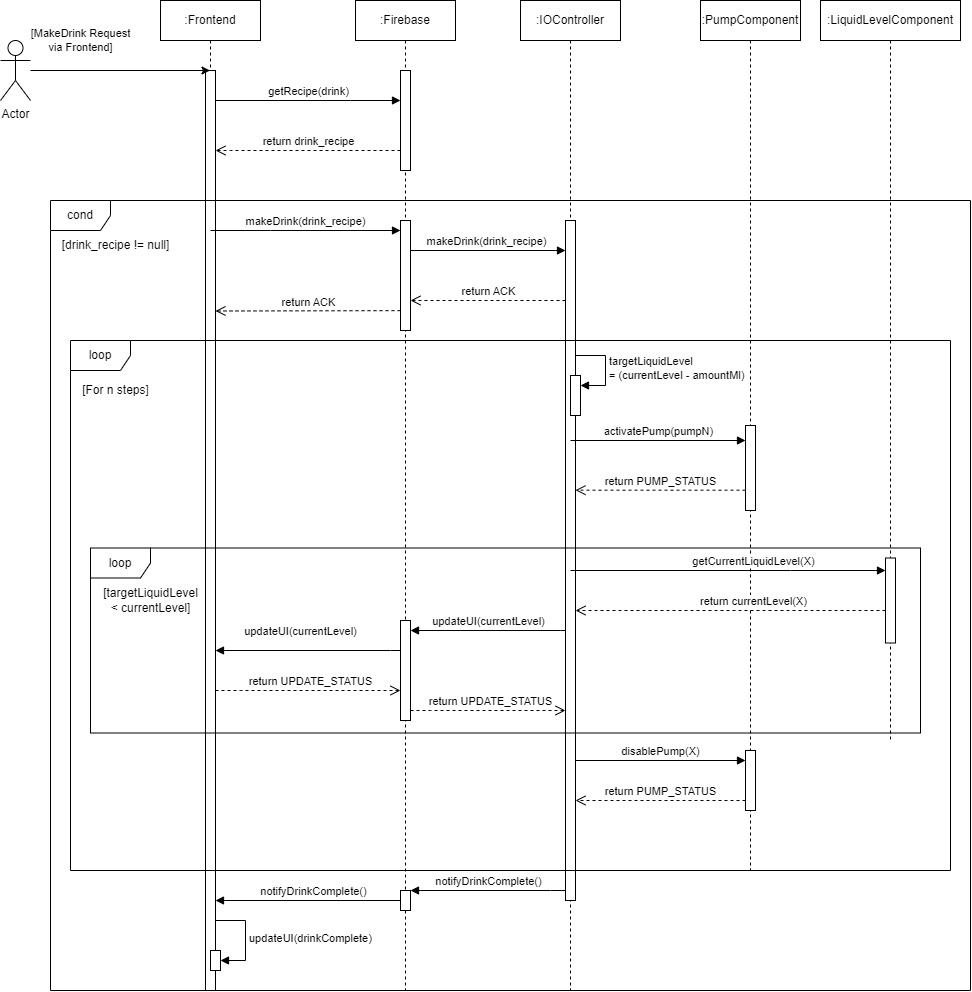 :Frontend
:Firebase
:IOController
:PumpComponent
:LiquidLevelComponent
[MakeDrink Request
via Frontend]
Actor
getRecipe(drink)
return drink_recipe
cond
[drink_recipe != null]
makeDrink(drink_recipe)
makeDrink(drink_recipe)
return ACK
return ACK
loop
[For n steps]
targetLiquidLevel
= (currentLevel - amountMl)
activatePump(pumpN)
return PUMP_STATUS
loop
[targetLiquidLevel
< currentLevel]
getCurrentLiquidLevel(X)
return currentLevel(X)
updateUI(currentLevel)
updateUI(currentLevel)
return UPDATE_STATUS
return UPDATE_STATUS
disablePump(X)
return PUMP_STATUS
notifyDrinkComplete()
notifyDrinkComplete()
updateUI(drinkComplete)